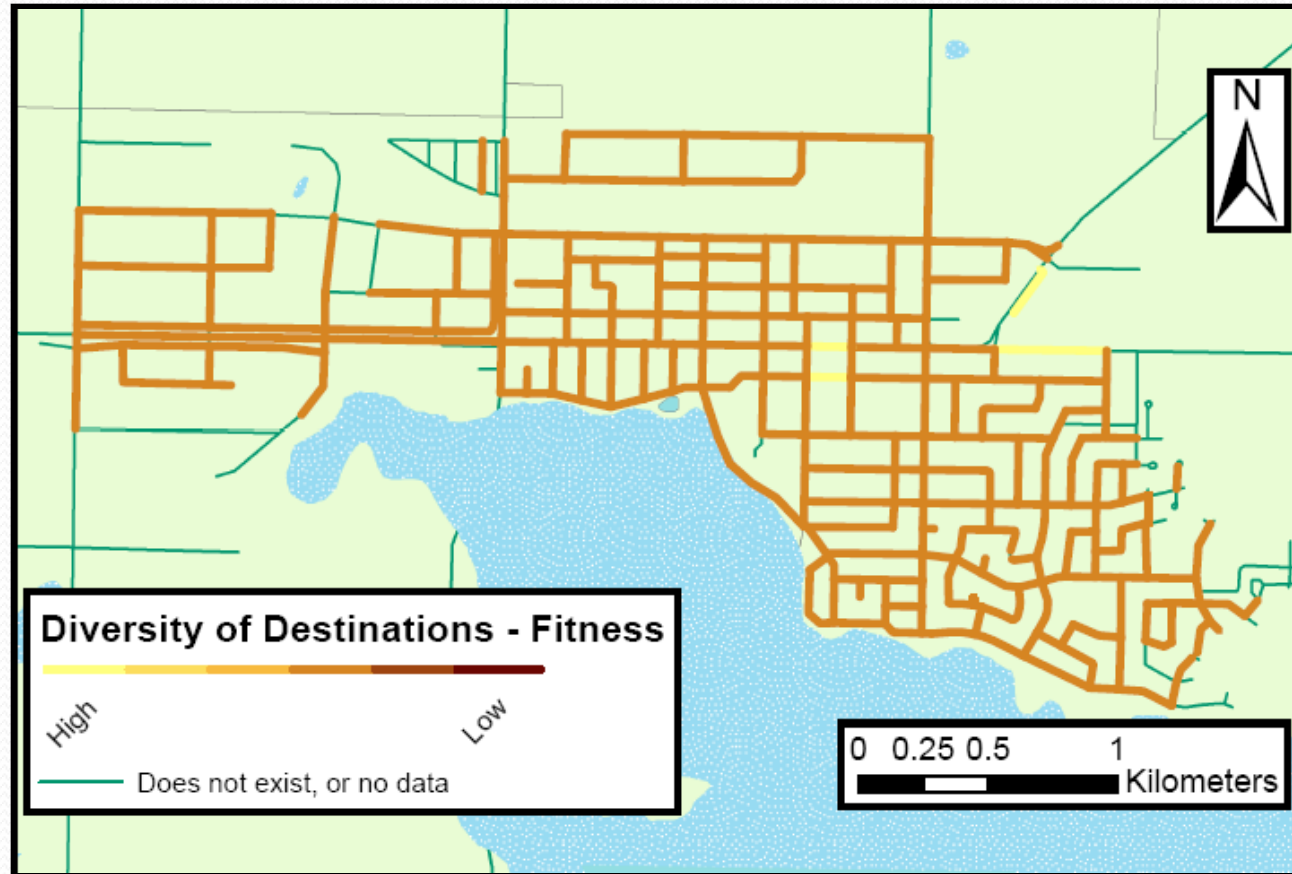 N
Diversity of Destinations - Fitness
High
Low
Does not exist, or no data
0 0.25 0.5 1
Kilometers